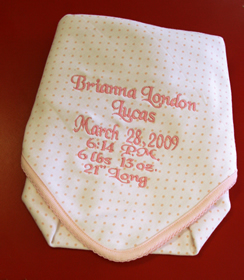 Brianna London
Lucas
March 28, 2009
6:14 P.M.
6 lbs 13 oz.
21" Long